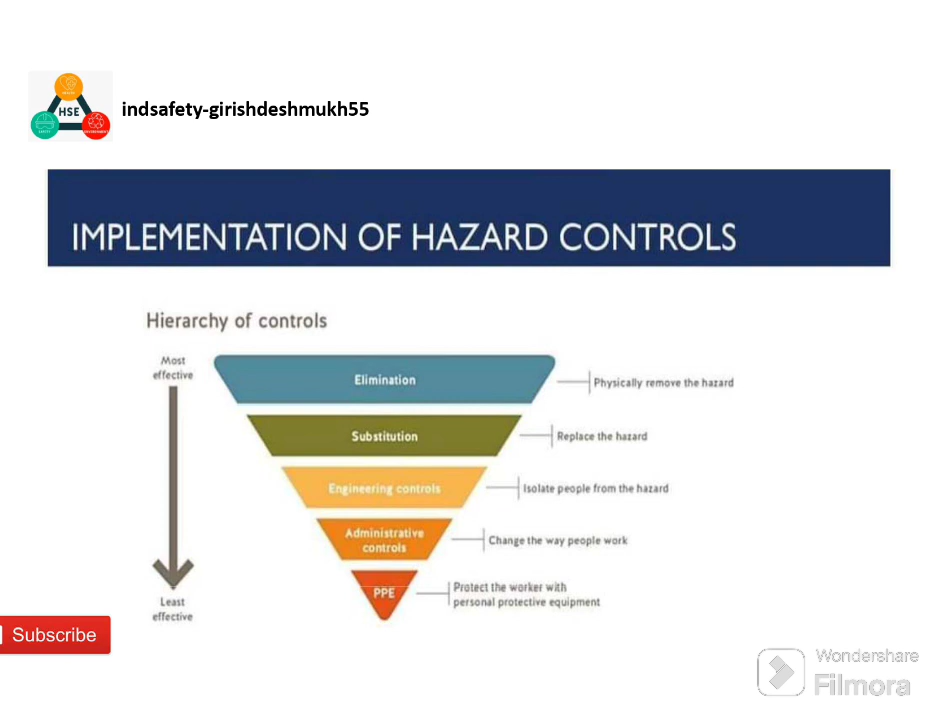 HSE
indsafety-girishdeshmukh55
IMPLEMENTATION OF HAZARD CONTROLS
Hierarchy of controls
Most
effective
Elimination
Physically remove the hazard
Substitution
Replace the hazard
Engineering controls
Isolate people from the hazard
Administrative
controls
Change the way people work
PPE
Protect the worker with
personal protective equipment
Least
effective
Subscribe
Wondershare
Filmora